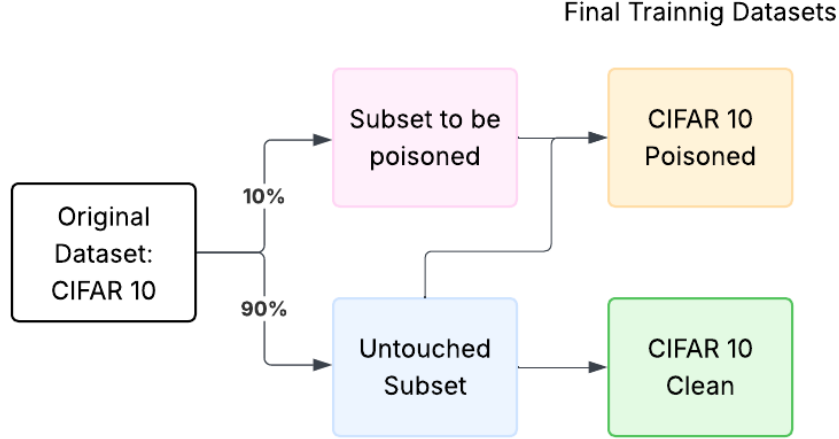 Final Trainnig Datasets
Subset to be
poisoned
CIFAR 10
Poisoned
10%
Original
Dataset:
CIFAR 10
90%
Untouched
Subset
CIFAR 10
Clean